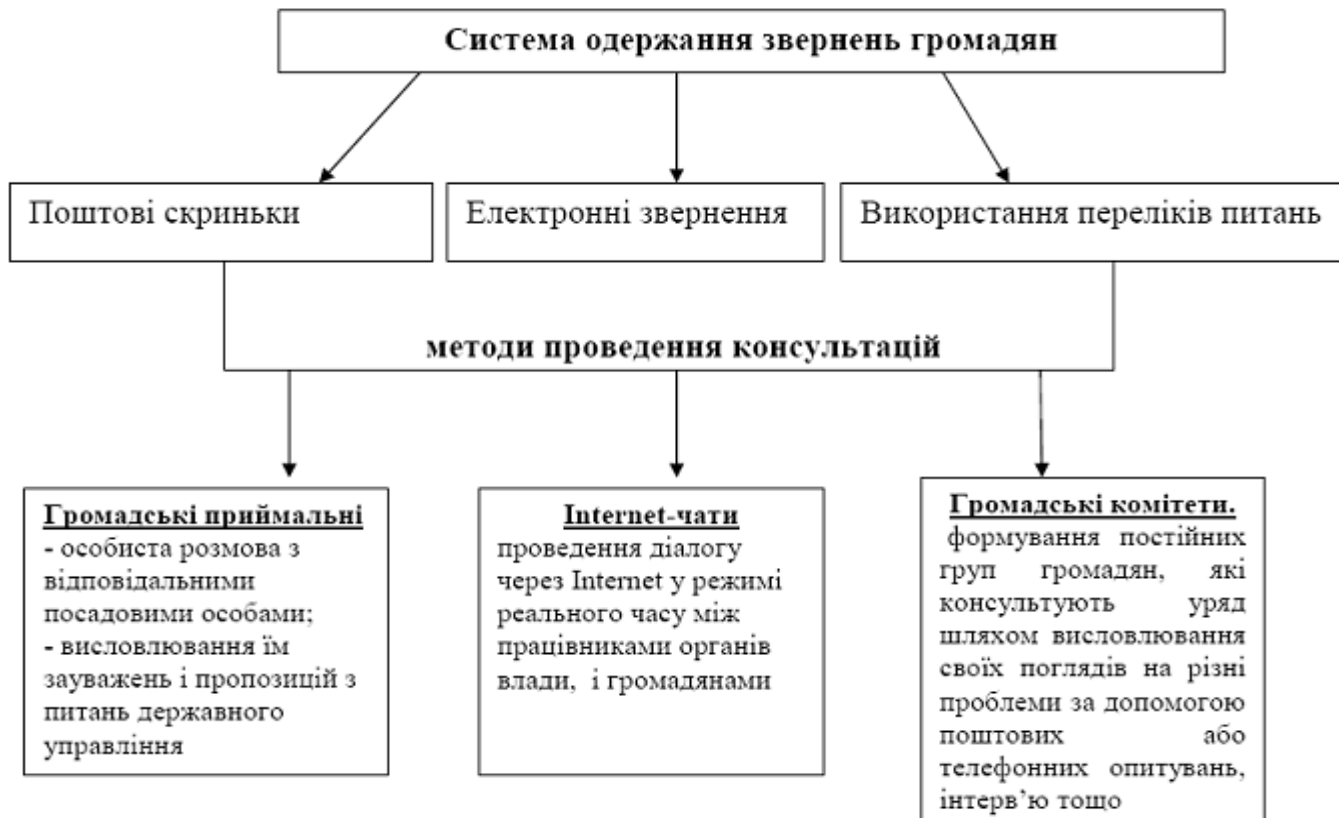 Система одержання звернень громадян
Поштові скриньки
Електронні звернення
Використання переліків питань
методи проведення консультацій
Громадські приймальні
- особиста розмова з
відповідальними
посадовими особами;
- висловлювання їм
зауважень і пропозицій з
питань державного
управління
Internet-чати
проведення діалогу
через Internet у режимі
реального часу між
працівниками органів
влади, і громадянами
Громадські комітети.
формування постійних
груп громадян, які
консультують уряд
шляхом висловлювання
своїх поглядів на різні
проблеми за допомогою
поштових або
телефонних опитувань,
інтерв’ю тощо